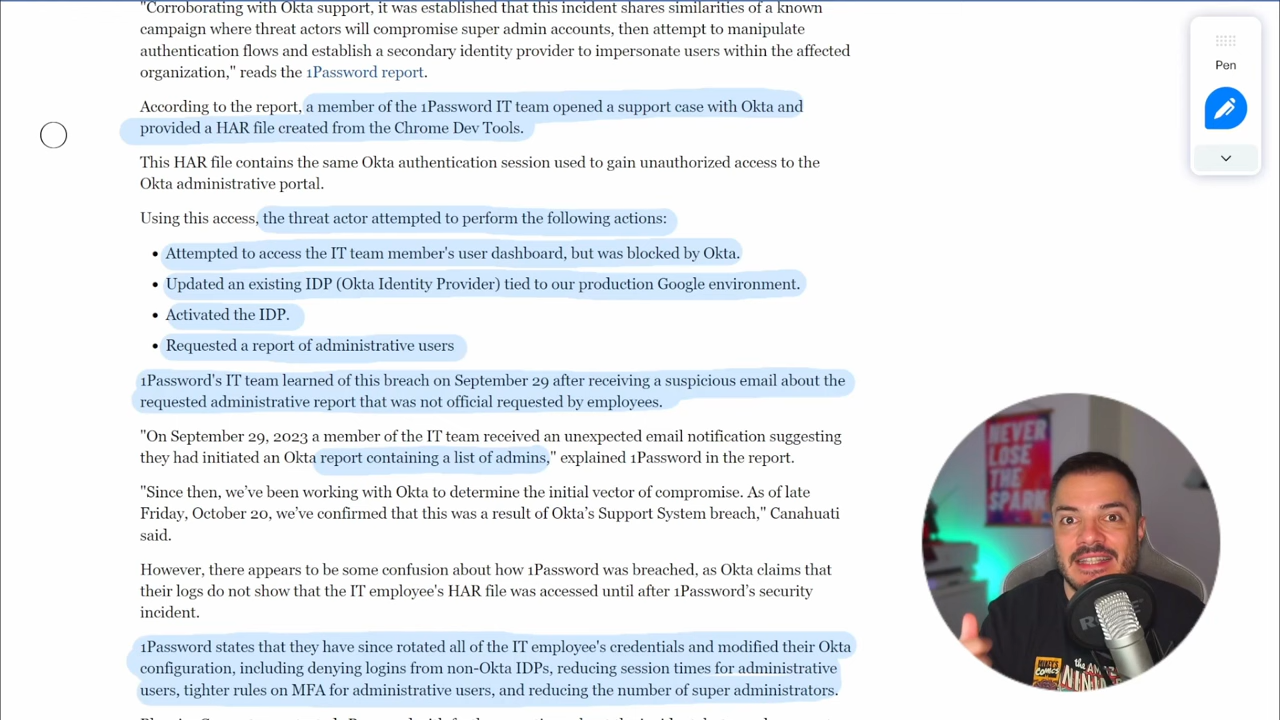 "Corroborating with Okta support, it was established that this incident shares similarities of a known
campaign where threat actors will compromise super admin accounts, then attempt to manipulate
authentication flows and establish a secondary identity provider to impersonate users within the affected
organization," reads the 1Password report.
According to the report, a member of the 1Password IT team opened a support case with Okta and
provided a HAR file created from the Chrome Dev Tools.
This HAR file contains the same Okta authentication session used to gain unauthorized access to the
Okta administrative portal.
Using this access, the threat actor attempted to perform the following actions:
• Attempted to access the IT team member's user dashboard, but was blocked by Okta.
• Updated an existing IDP (Okta Identity Provider) tied to our production Google environment.
• Activated the IDP.
• Requested a report of administrative users
1Password's IT team learned of this breach on September 29 after receiving a suspicious email about the
requested administrative report that was not official requested by employees.
"On September 29, 2023 a member of the IT team received an unexpected email notification suggesting
they had initiated an Okta report containing a list of admins," explained 1Password in the report.
"Since then, we've been working with Okta to determine the initial vector of compromise. As of late
Friday, October 20, we've confirmed that this was a result of Okta's Support System breach," Canahuati
said.
However, there appears to be some confusion about how 1Password was breached, as Okta claims that
their logs do not show that the IT employee's HAR file was accessed until after 1Password's security
incident.
1Password states that they have since rotated all of the IT employee's credentials and modified their Okta
configuration, including denying logins from non-Okta IDPs, reducing session times for administrative
users, tighter rules on MFA for administrative users, and reducing the number of super administrators.
Pen
NEVER
LOSE
THE
SPARK